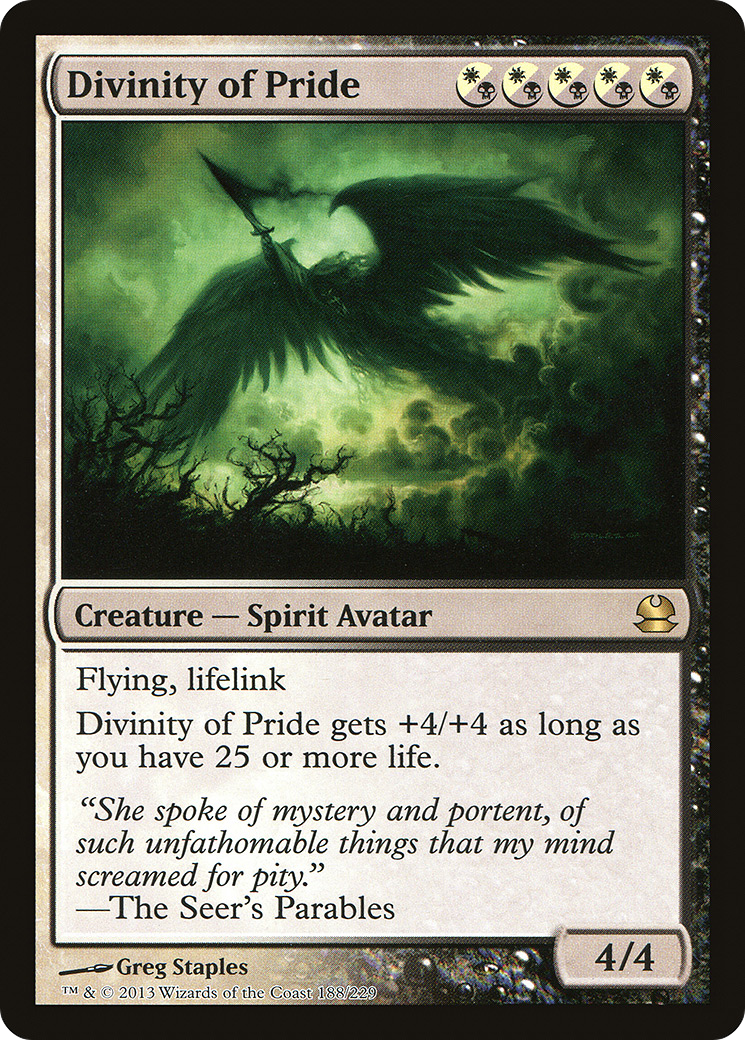 Divinity of Pride
Creature — Spirit Avatar
Flying, lifelink
Divinity of Pride gets +4/+4 as long as
you have 25 or more life.
“She spoke of mystery and portent, of
such unfathomable things that my mind
screamed for pity.”
—The Seer’s Parables
4/4
Greg Staples
™ & © 2013 Wizards of the Coast 188/229